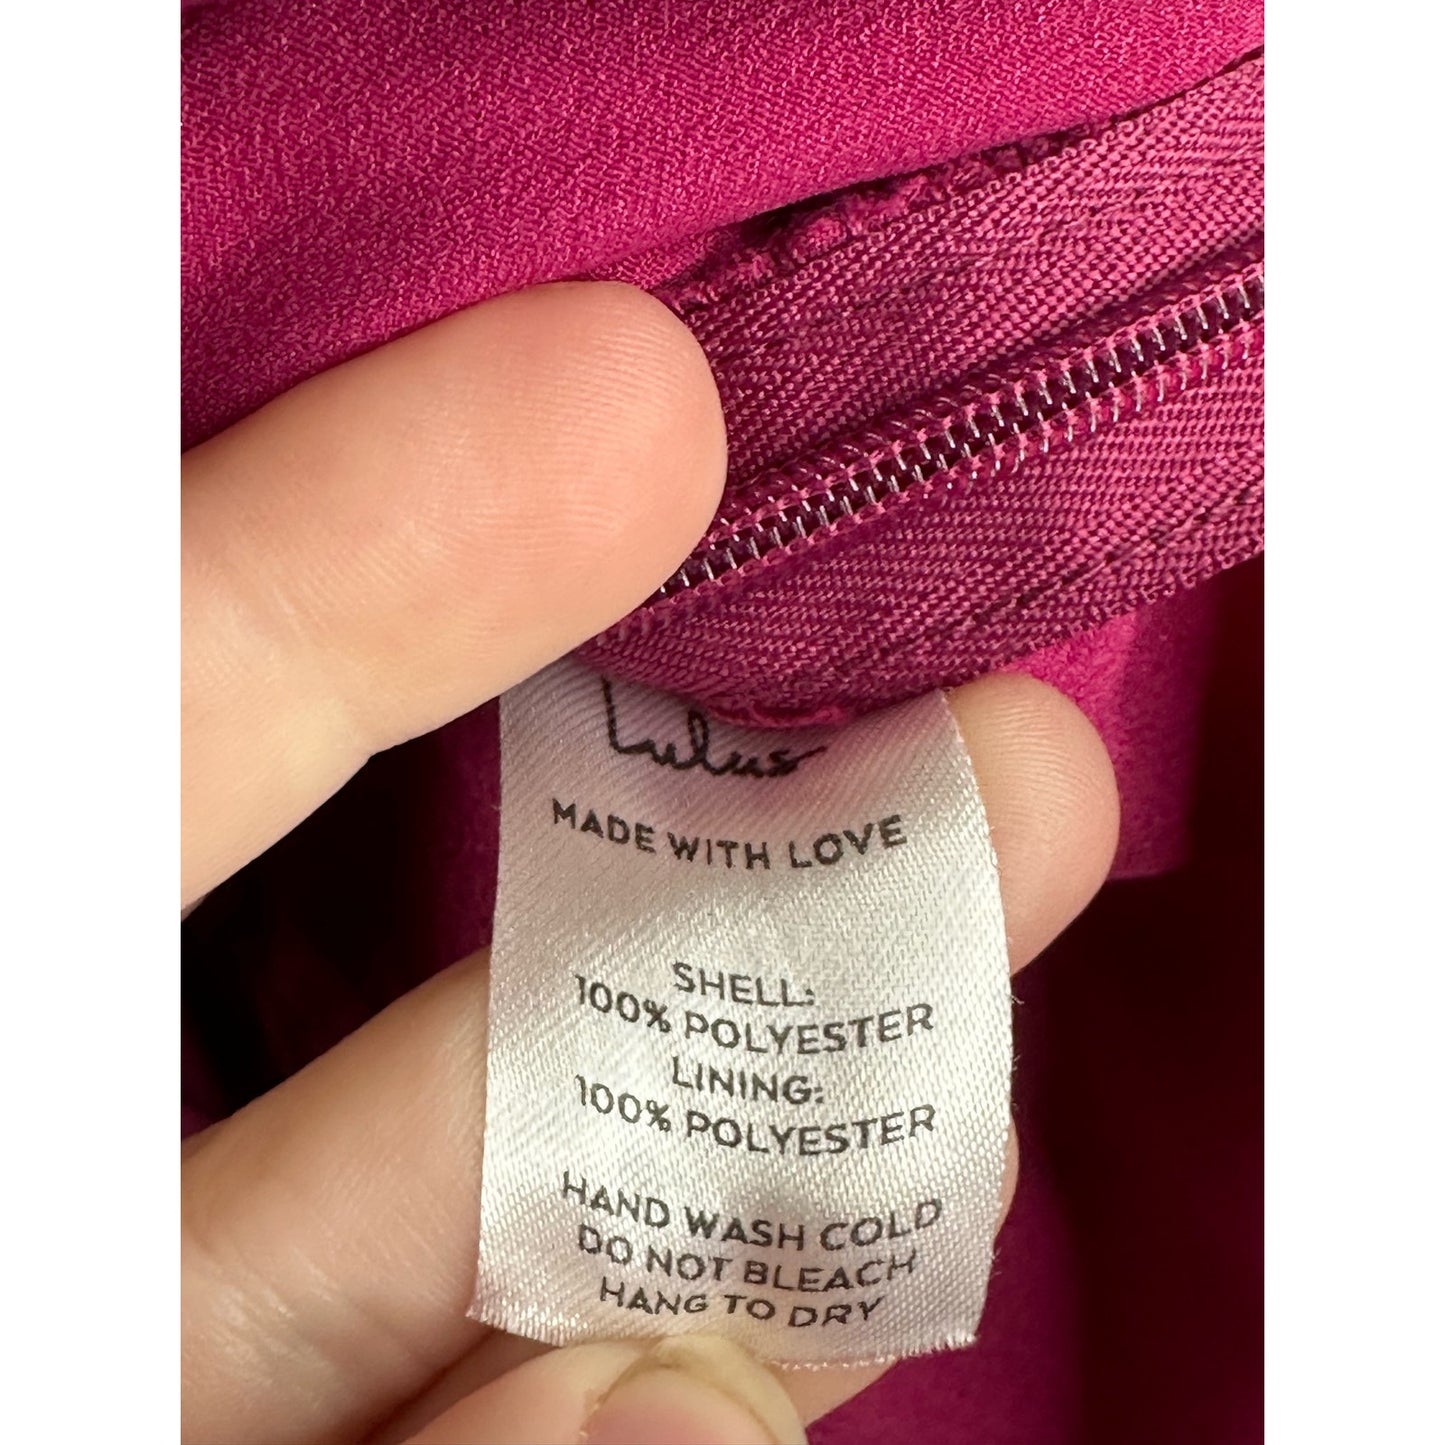 Lulus
MADE WITH LOVE
SHELL:
100% POLYESTER
LINING:
100% POLYESTER
HAND WASH COLD
DO NOT BLEACH
HANG TO DRY